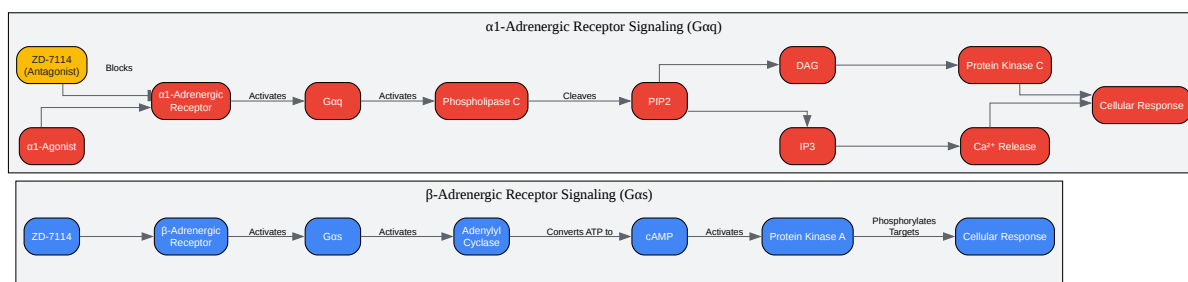 α1-Adrenergic Receptor Signaling (Gαq)
ZD-7114
(Antagonist)
Blocks
α1-Agonist
α1-Adrenergic
Receptor
Activates
Gαq
Activates
Phospholipase C
Cleaves
PIP2
DAG
IP3
Protein Kinase C
Ca²⁺ Release
Cellular Response
β-Adrenergic Receptor Signaling (Gαs)
ZD-7114
β-Adrenergic
Receptor
Activates
Gαs
Activates
Adenylyl
Cyclase
Converts ATP to
cAMP
Activates
Protein Kinase A
Phosphorylates
Targets
Cellular Response